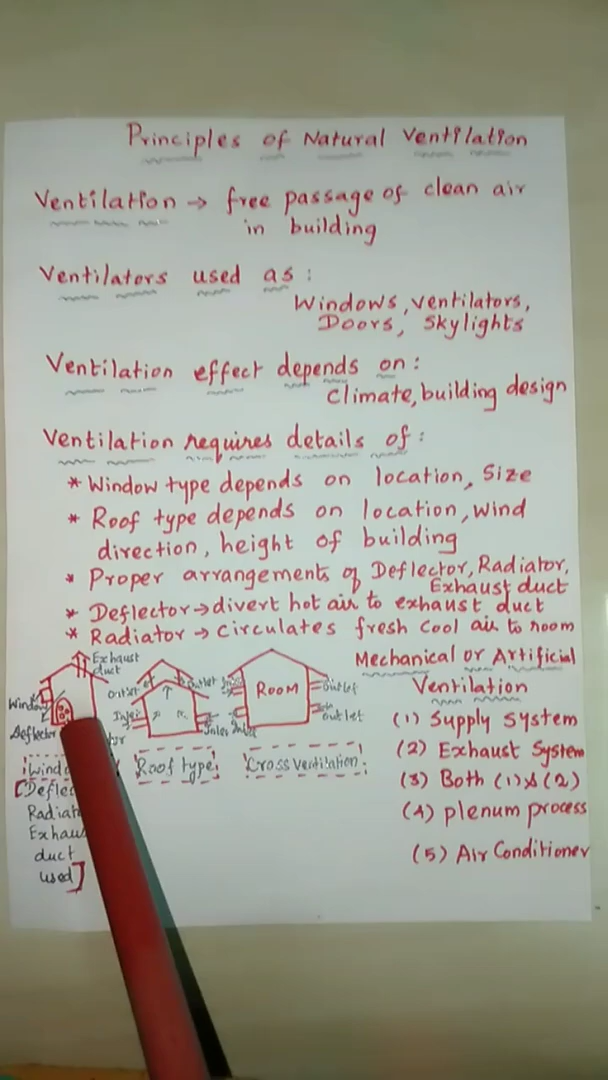 Principles of Natural Ventilation
Ventilation → free passage of clean air
in building
Ventilators used as :
Windows, ventilators,
Doors, Skylights
Ventilation effect depends on :
Climate, building design
Ventilation requires details of :
* Window type depends on location, Size
* Roof type depends on location, wind
direction, height of building
* Proper arrangements of Deflector, Radiator,
Exhaust duct
* Deflector → divert hot air to exhaust duct
* Radiator → circulates fresh cool air to room
Exhaust
duct
Window
Deflector
outlet
Inlet
ROOM
outlet
outlet
Roof type
Cross ventilation
duct
used]
Mechanical or Artificial
Ventilation
(1) Supply system
(2) Exhaust System
(3) Both (1) & (2)
(4) plenum process
(5) Air Conditioner